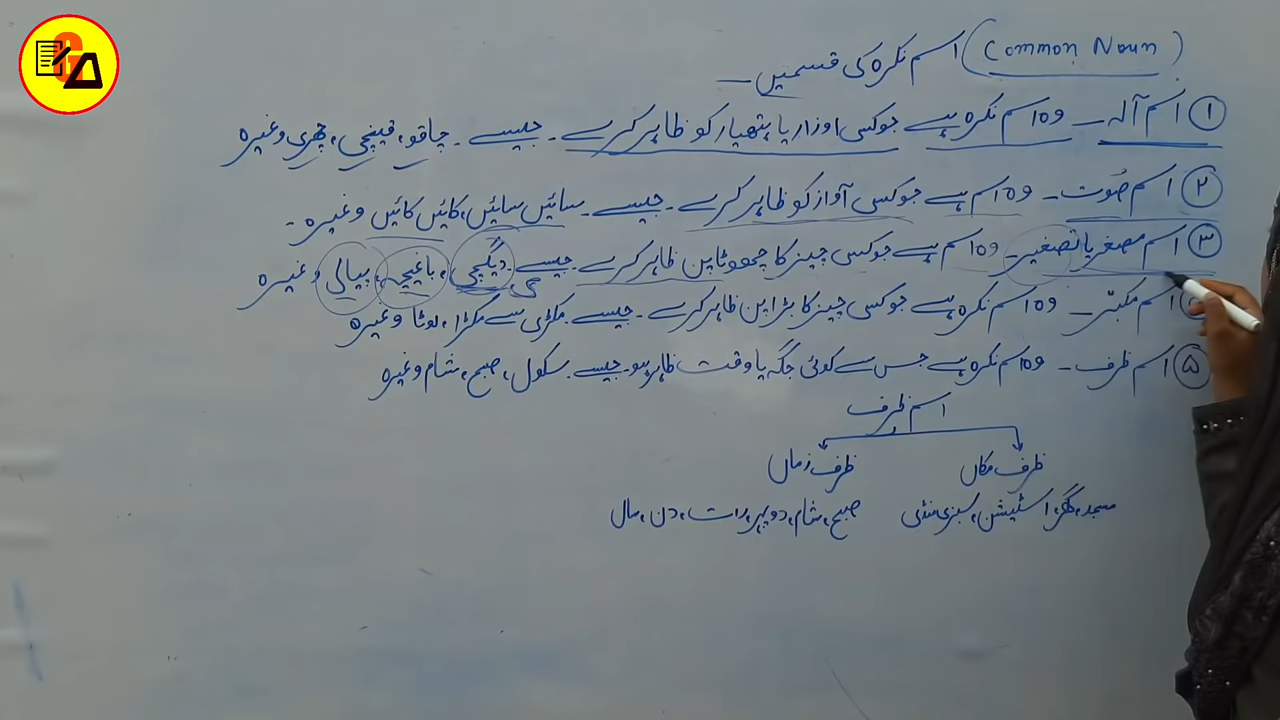 اسم نکرہ کی قسمیں (Common Noun)
① اسم آلہ ـ وہ اسم نکرہ ہے جو کسی اوزار یا ہتھیار کو ظاہر کرے ۔ جیسے ۔ چاقو، قینچی، چھری وغیرہ
② اسم صُوت ـ وہ اسم ہے جو کسی آواز کو ظاہر کرے ۔ جیسے ۔ سائیں سائیں، کائیں کائیں وغیرہ ۔
③ اسم مصغر یا تصغیر ـ وہ اسم ہے جو کسی چیز کا چھوٹا پن ظاہر کرے ۔ جیسے ۔ دیگچی، باغیچہ، پیالی وغیرہ
اسم مکبّر ـ وہ اسم نکرہ ہے جو کسی چیز کا بڑا پن ظاہر کرے ۔ جیسے ۔ مکڑی سے مکڑا، لوٹا وغیرہ
⑤ اسم ظرف ـ وہ اسم نکرہ ہے جس سے کوئی جگہ یا وقت ظاہر ہو ۔ جیسے ۔ سکول، صبح، شام وغیرہ
اسم ظرف
ظرف مکاں ظرف زماں
مسجد، گھر، اسٹیشن، سبزی منڈی صبح، شام، دوپہر، رات، دن، سال